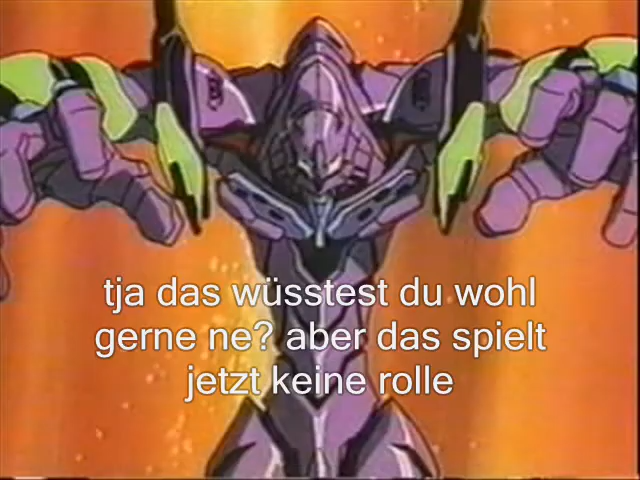 tja das wüsstest du wohl
gerne ne? aber das spielt
jetzt keine rolle